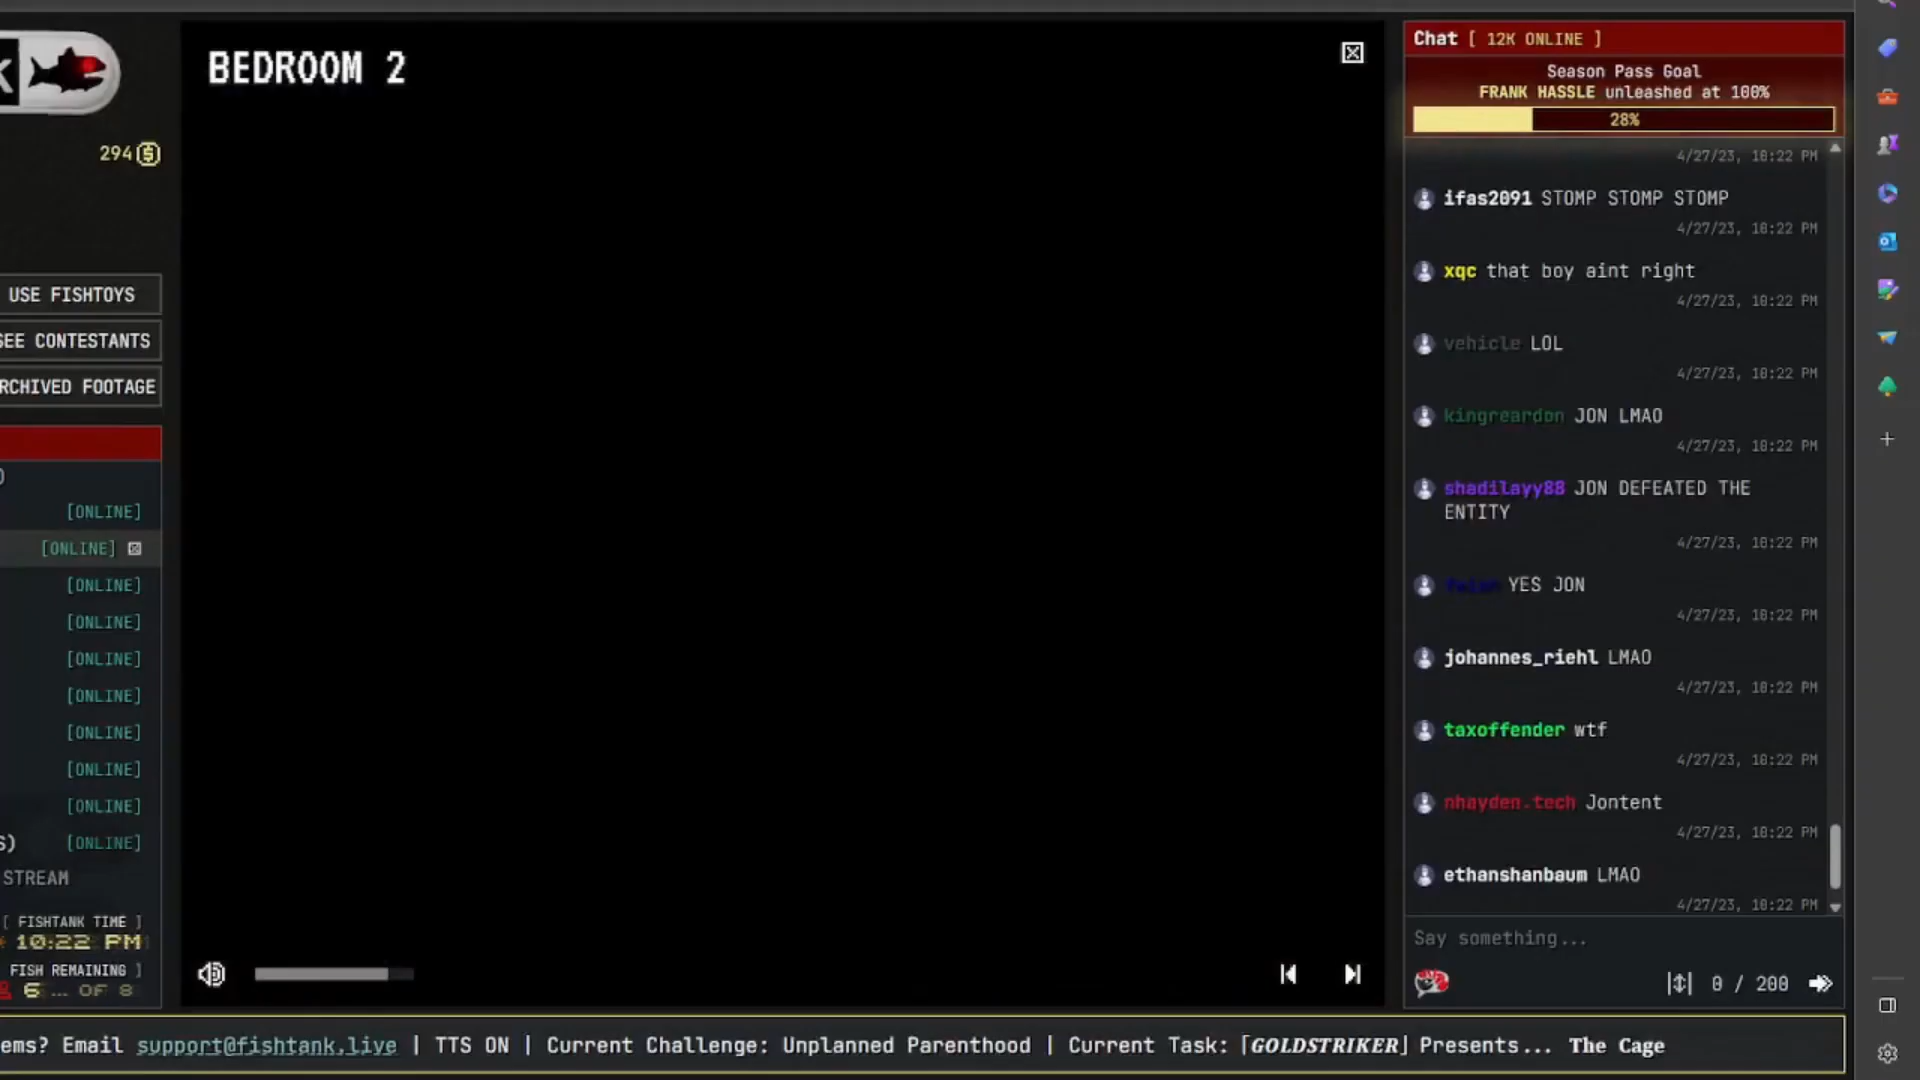 K
294
USE FISHTOYS
SEE CONTESTANTS
RCHIVED FOOTAGE
[ONLINE]
[ONLINE]
[ONLINE]
[ONLINE]
[ONLINE]
[ONLINE]
[ONLINE]
[ONLINE]
[ONLINE]
S) [ONLINE]
STREAM
[ FISHTANK TIME ]
10:22 PM
FISH REMAINING ]
6 ... OF 8
BEDROOM 2
Chat [ 12K ONLINE ]
Season Pass Goal
FRANK HASSLE unleashed at 100%
28%
4/27/23, 10:22 PM
ifas2091 STOMP STOMP STOMP
4/27/23, 10:22 PM
xqc that boy aint right
4/27/23, 10:22 PM
vehicle LOL
4/27/23, 10:22 PM
kingreardon JON LMAO
4/27/23, 10:22 PM
shadilayy88 JON DEFEATED THE
ENTITY
4/27/23, 10:22 PM
YES JON
4/27/23, 10:22 PM
johannes_riehl LMAO
4/27/23, 10:22 PM
taxoffender wtf
4/27/23, 10:22 PM
nhayden.tech Jontent
4/27/23, 10:22 PM
ethanshanbaum LMAO
4/27/23, 10:22 PM
Say something...
0 / 200
ems? Email support@fishtank.live | TTS ON | Current Challenge: Unplanned Parenthood | Current Task: ⌈GOLDSTRIKER⌋ Presents... The Cage